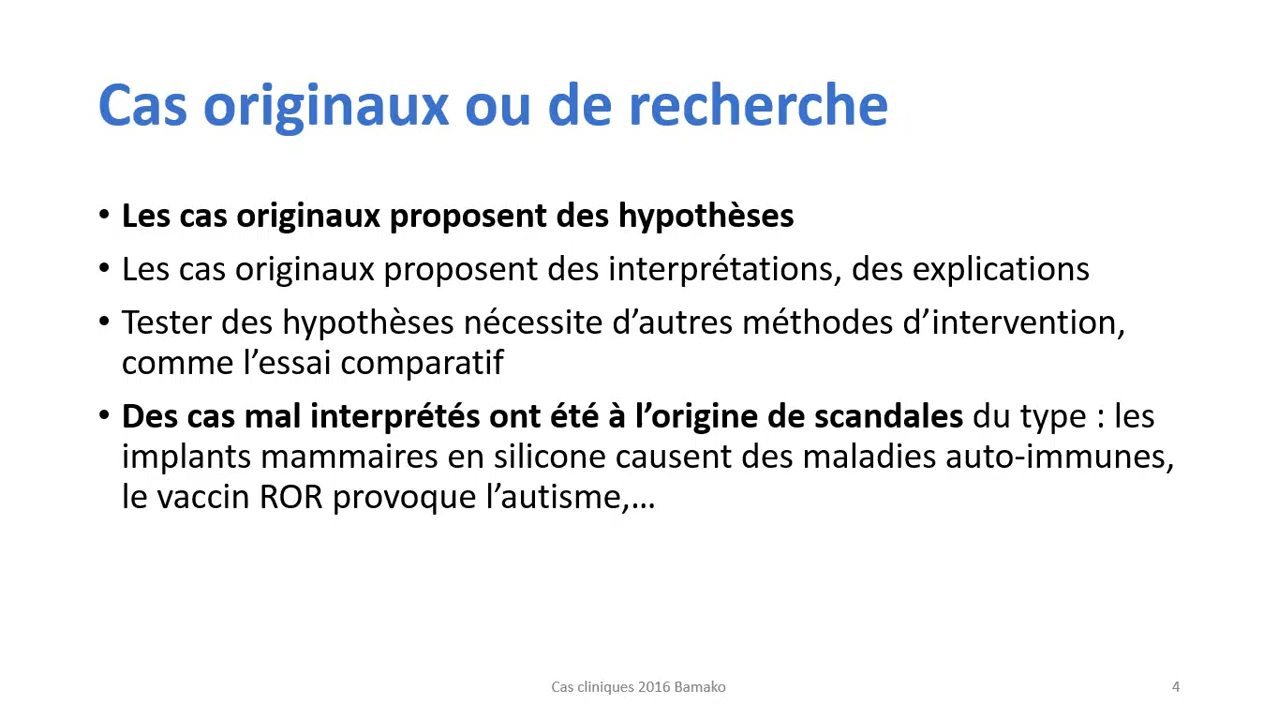 Cas originaux ou de recherche
• Les cas originaux proposent des hypothèses
• Les cas originaux proposent des interprétations, des explications
• Tester des hypothèses nécessite d’autres méthodes d’intervention,
comme l’essai comparatif
• Des cas mal interprétés ont été à l’origine de scandales du type : les
implants mammaires en silicone causent des maladies auto-immunes,
le vaccin ROR provoque l’autisme,…
Cas cliniques 2016 Bamako
4